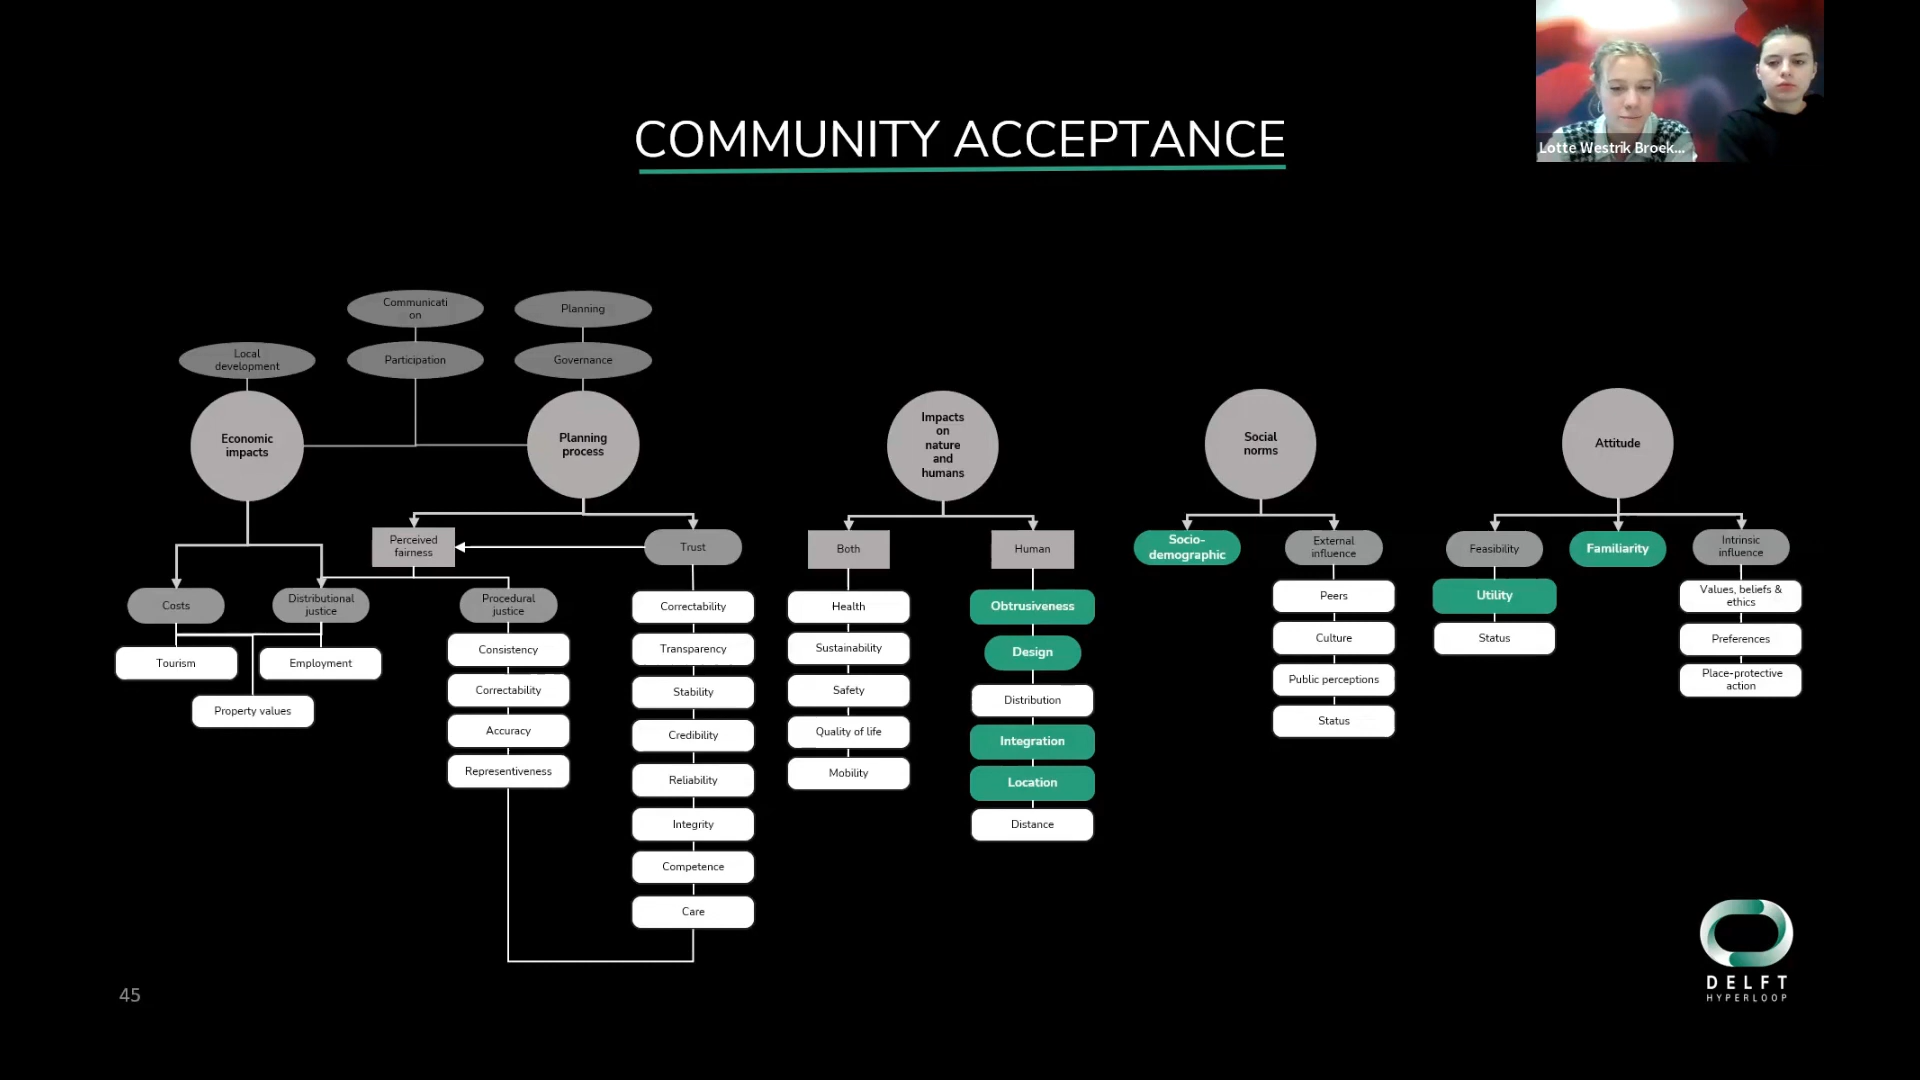 COMMUNITY ACCEPTANCE
Lotte Westrik Broek...
Communicati
on
Planning
Local
development
Participation
Governance
Economic
impacts
Planning
process
Impacts
on
nature
and
humans
Social
norms
Attitude
Perceived
fairness
Trust
Both
Human
Socio-
demographic
External
influence
Feasibility
Familiarity
Intrinsic
influence
Costs
Distributional
justice
Procedural
justice
Tourism
Employment
Property values
Consistency
Correctability
Accuracy
Representiveness
Correctability
Transparency
Stability
Credibility
Reliability
Integrity
Competence
Care
Health
Sustainability
Safety
Quality of life
Mobility
Obtrusiveness
Design
Distribution
Integration
Location
Distance
Peers
Culture
Public perceptions
Status
Utility
Status
Values, beliefs &
ethics
Preferences
Place-protective
action
45
DELFT
HYPERLOOP